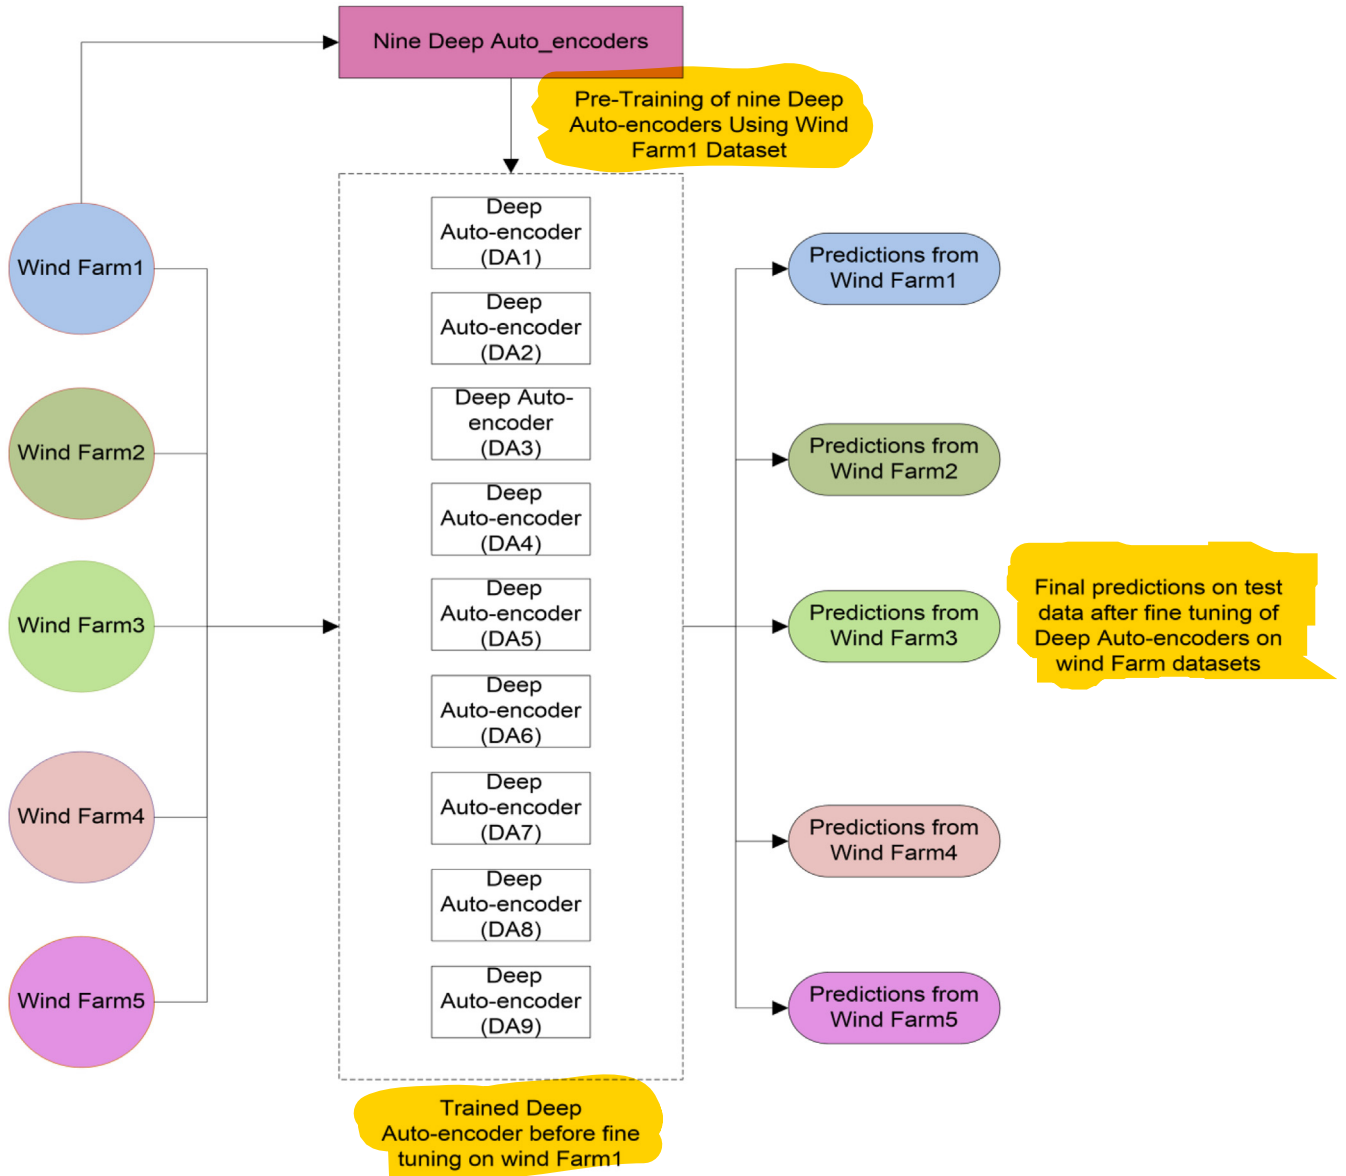 Nine Deep Auto_encoders
Pre-Training of nine Deep
Auto-encoders Using Wind
Farm1 Dataset
Wind Farm1
Wind Farm2
Wind Farm3
Wind Farm4
Wind Farm5
Deep
Auto-encoder
(DA1)
Deep
Auto-encoder
(DA2)
Deep Auto-
encoder
(DA3)
Deep
Auto-encoder
(DA4)
Deep
Auto-encoder
(DA5)
Deep
Auto-encoder
(DA6)
Deep
Auto-encoder
(DA7)
Deep
Auto-encoder
(DA8)
Deep
Auto-encoder
(DA9)
Trained Deep
Auto-encoder before fine
tuning on wind Farm1
Predictions from
Wind Farm1
Predictions from
Wind Farm2
Predictions from
Wind Farm3
Predictions from
Wind Farm4
Predictions from
Wind Farm5
Final predictions on test
data after fine tuning of
Deep Auto-encoders on
wind Farm datasets